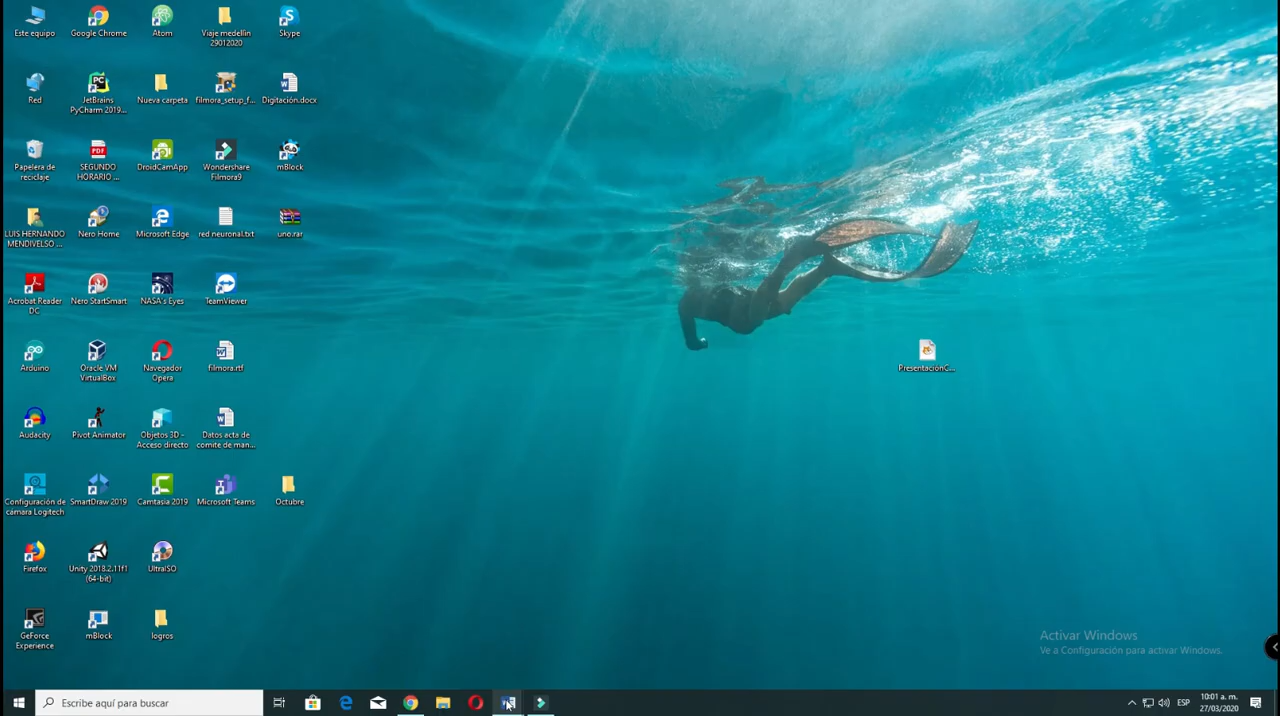 Este equipo
Google Chrome
Atom
Viaje medellín
29012020
Skype
Red
JetBrains
PyCharm 2019...
Nueva carpeta
filmora_setup_f...
Digitación.docx
Papelera de
reciclaje
SEGUNDO
HORARIO ...
DroidCamApp
Wondershare
Filmora9
mBlock
LUIS HERNANDO
MENDIVELSO ...
Nero Home
Microsoft Edge
red neuronal.txt
uno.rar
Acrobat Reader
DC
Nero StartSmart
NASA's Eyes
TeamViewer
Arduino
Oracle VM
VirtualBox
Navegador
Opera
filmora.rtf
PresentacionC...
Audacity
Pivot Animator
Objetos 3D -
Acceso directo
Datos acta de
comite de man...
Configuración de
cámara Logitech
SmartDraw 2019
Camtasia 2019
Microsoft Teams
Octubre
Firefox
Unity 2018.2.11f1
(64-bit)
UltraISO
GeForce
Experience
mBlock
logros
Activar Windows
Ve a Configuración para activar Windows.
Escribe aquí para buscar
ESP
10:01 a. m.
27/03/2020